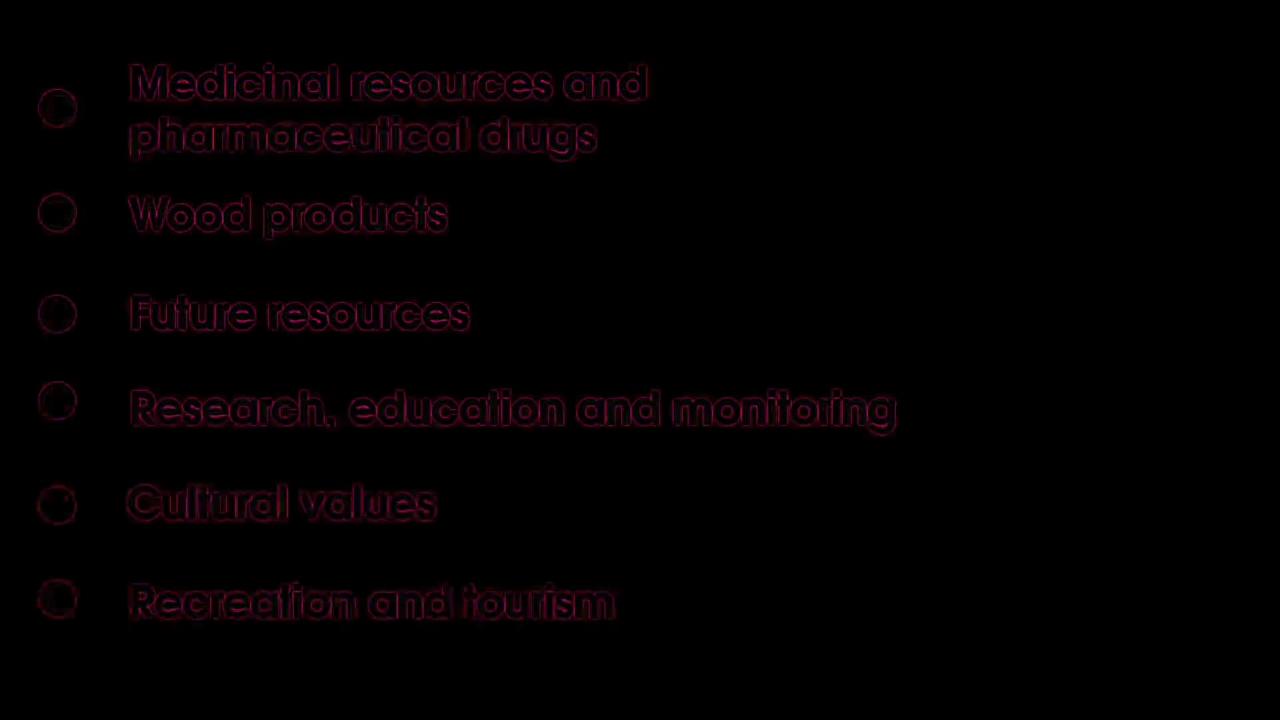 Medicinal resources and
pharmaceutical drugs
Wood products
Future resources
Research, education and monitoring
Cultural values
Recreation and tourism